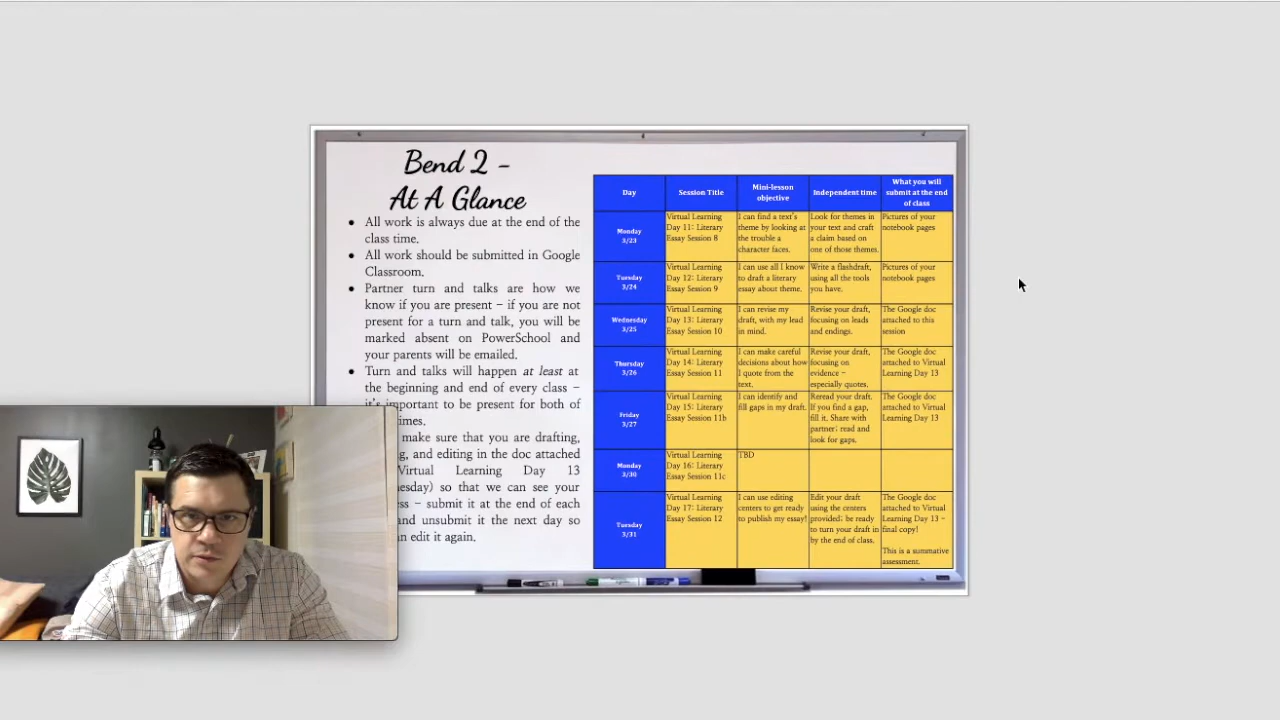 Bend 2 -
At A Glance
All work is always due at the end of the
class time.
All work should be submitted in Google
Classroom.
Partner turn and talks are how we
know if you are present - if you are not
present for a turn and talk, you will be
marked absent on PowerSchool and
your parents will be emailed.
Turn and talks will happen at least at
the beginning and end of every class -
it's important to be present for both of
times.
make sure that you are drafting,
and editing in the doc attached
Virtual Learning Day 13
so that we can see your
- submit it at the end of each
and unsubmit it the next day so
edit it again.
Day
Session Title
Mini-lesson
objective
Independent time
What you will
submit at the end
of class
Monday
3/23
Virtual Learning
Day 11: Literary
Essay Session 8
I can find a text's
theme by looking at
the trouble a
character faces.
Look for themes in
your text and craft
a claim based on
one of those themes.
Pictures of your
notebook pages
Tuesday
3/24
Virtual Learning
Day 12: Literary
Essay Session 9
I can use all I know
to draft a literary
essay about theme.
Write a flashdraft,
using all the tools
you have.
Pictures of your
notebook pages
Wednesday
3/25
Virtual Learning
Day 13: Literary
Essay Session 10
I can revise my
draft, with my lead
in mind.
Revise your draft,
focusing on leads
and endings.
The Google doc
attached to this
session
Thursday
3/26
Virtual Learning
Day 14: Literary
Essay Session 11
I can make careful
decisions about how
I quote from the
text.
Revise your draft,
focusing on
evidence -
especially quotes.
The Google doc
attached to Virtual
Learning Day 13
Friday
3/27
Virtual Learning
Day 15: Literary
Essay Session 11b
I can identify and
fill gaps in my draft.
Reread your draft.
If you find a gap,
fill it. Share with
partner; read and
look for gaps.
The Google doc
attached to Virtual
Learning Day 13
Monday
3/30
Virtual Learning
Day 16: Literary
Essay Session 11c
TBD
Tuesday
3/31
Virtual Learning
Day 17: Literary
Essay Session 12
I can use editing
centers to get ready
to publish my essay!
Edit your draft
using the centers
provided; be ready
to turn your draft in
by the end of class.
The Google doc
attached to Virtual
Learning Day 13 -
final copy!
This is a summative
assessment.